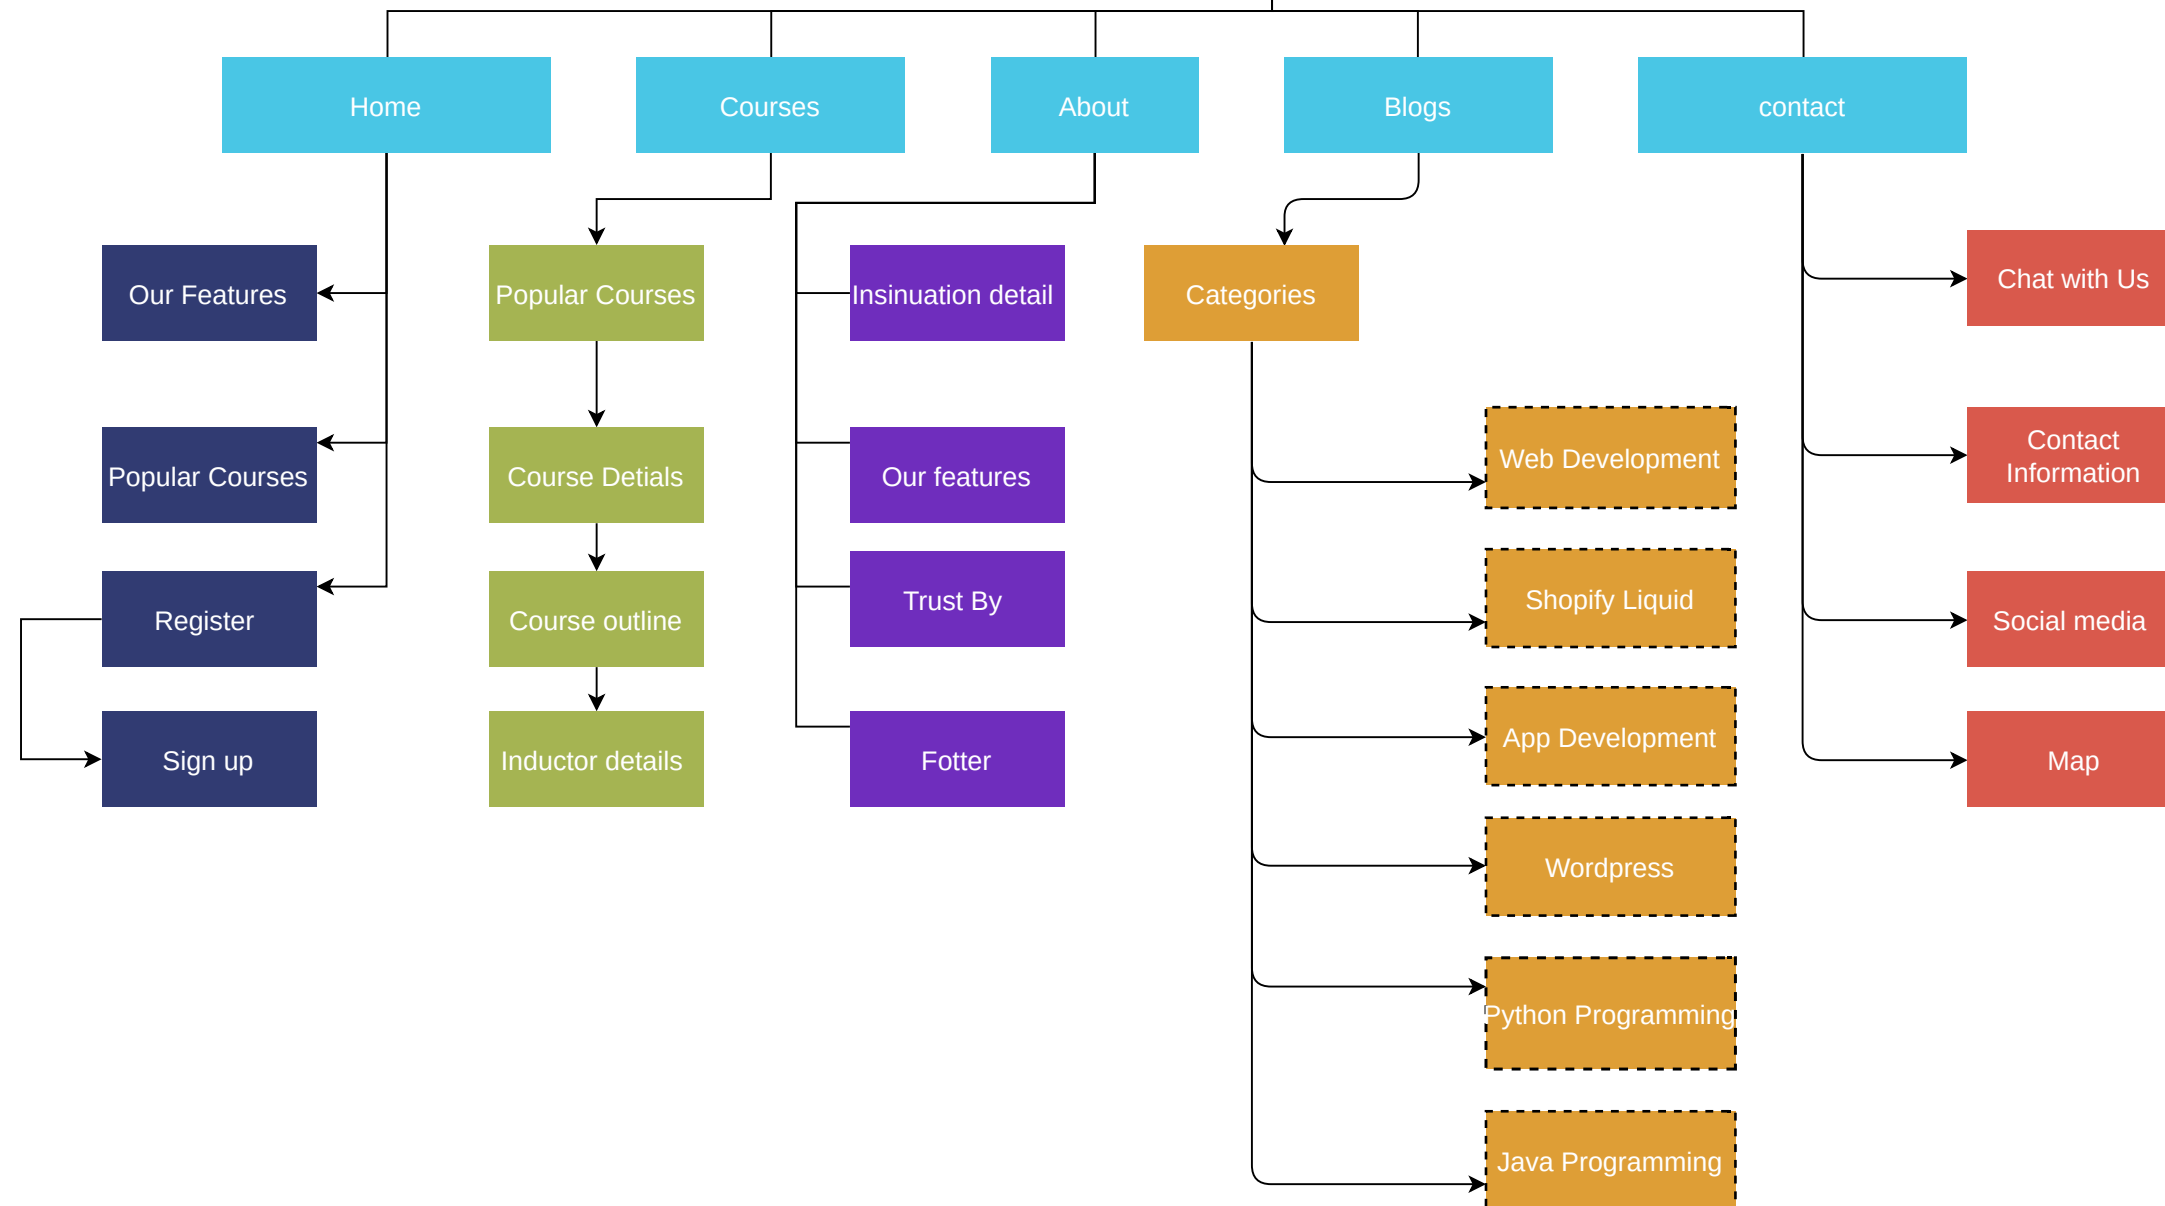 Home
Courses
About
Blogs
contact
Our Features
Popular Courses
Register
Sign up
Popular Courses
Course Detials
Course outline
Inductor details
Insinuation detail
Our features
Trust By
Fotter
Categories
Web Development
Shopify Liquid
App Development
Wordpress
Python Programming
Java Programming
Chat with Us
Contact
Information
Social media
Map